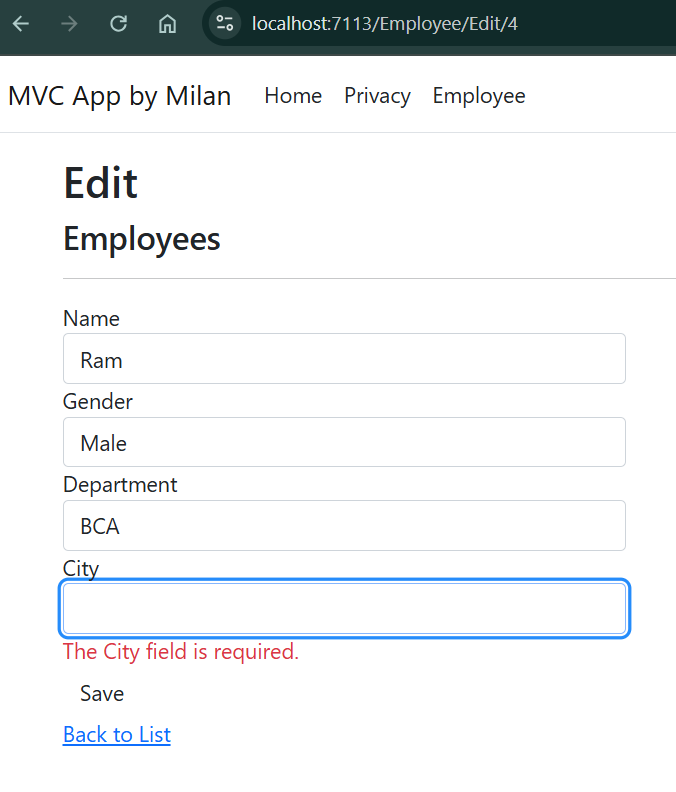 localhost:7113/Employee/Edit/4
MVC App by Milan Home Privacy Employee
Edit
Employees
Name
Ram
Gender
Male
Department
BCA
City
The City field is required.
Save
Back to List